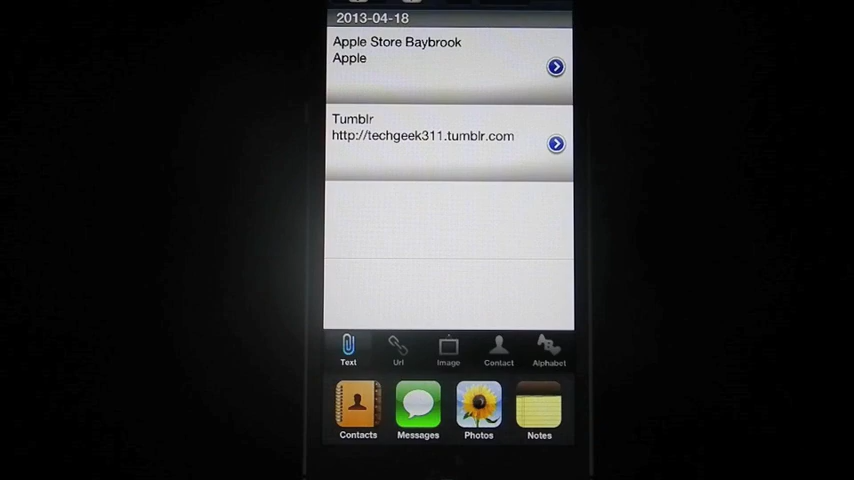 2013-04-18
Apple Store Baybrook
Apple
Tumblr
http://techgeek311.tumblr.com
Text
Url
Image
Contact
Alphabet
Contacts
Messages
Photos
Notes